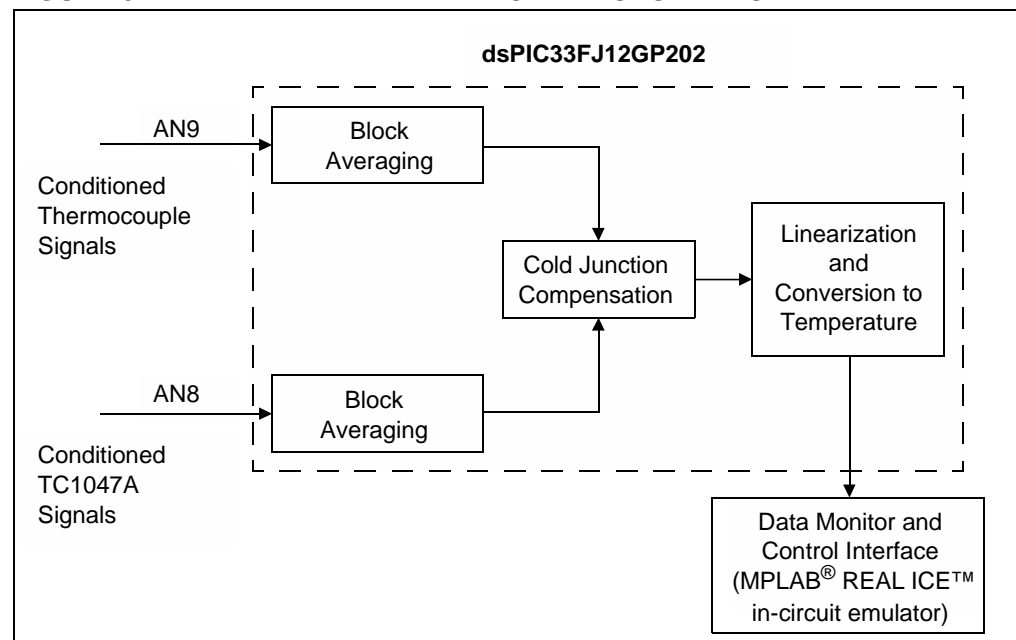 dsPIC33FJ12GP202
AN9
Block
Averaging
Conditioned
Thermocouple
Signals
Cold Junction
Compensation
Linearization
and
Conversion to
Temperature
AN8
Block
Averaging
Conditioned
TC1047A
Signals
Data Monitor and
Control Interface
(MPLAB® REAL ICE™
in-circuit emulator)